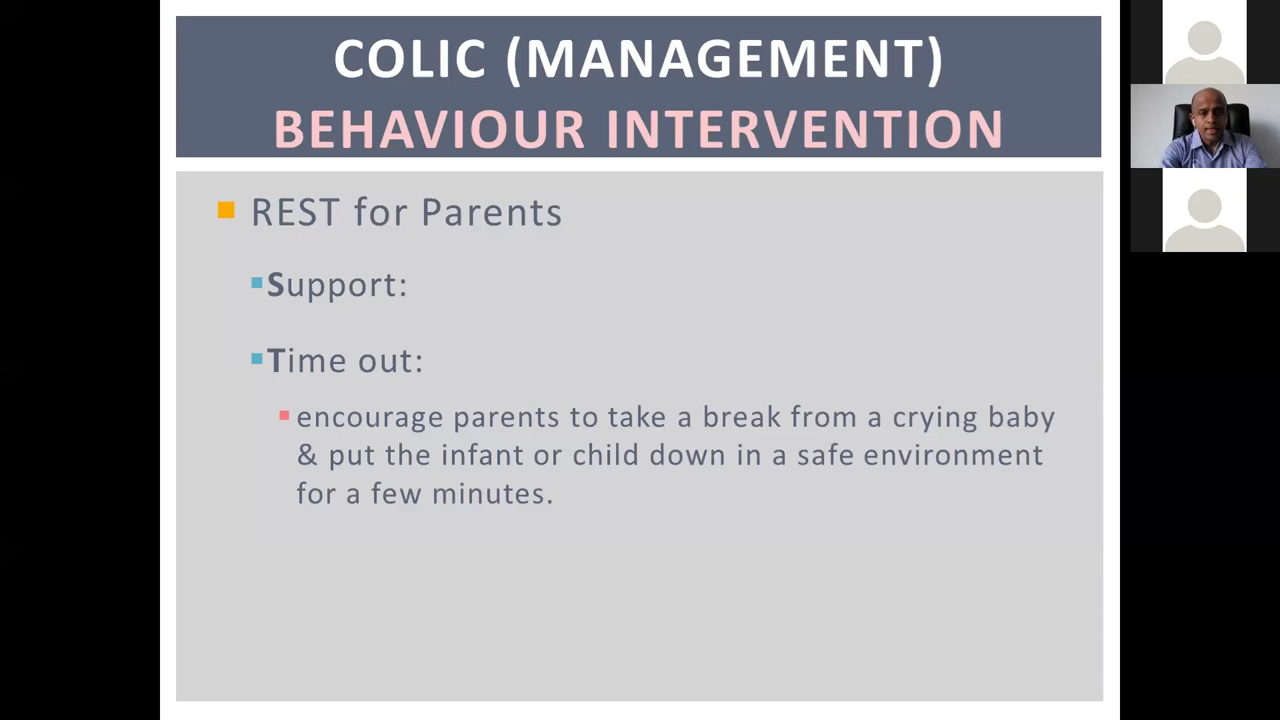 COLIC (MANAGEMENT)
BEHAVIOUR INTERVENTION
REST for Parents
Support:
Time out:
encourage parents to take a break from a crying baby
& put the infant or child down in a safe environment
for a few minutes.